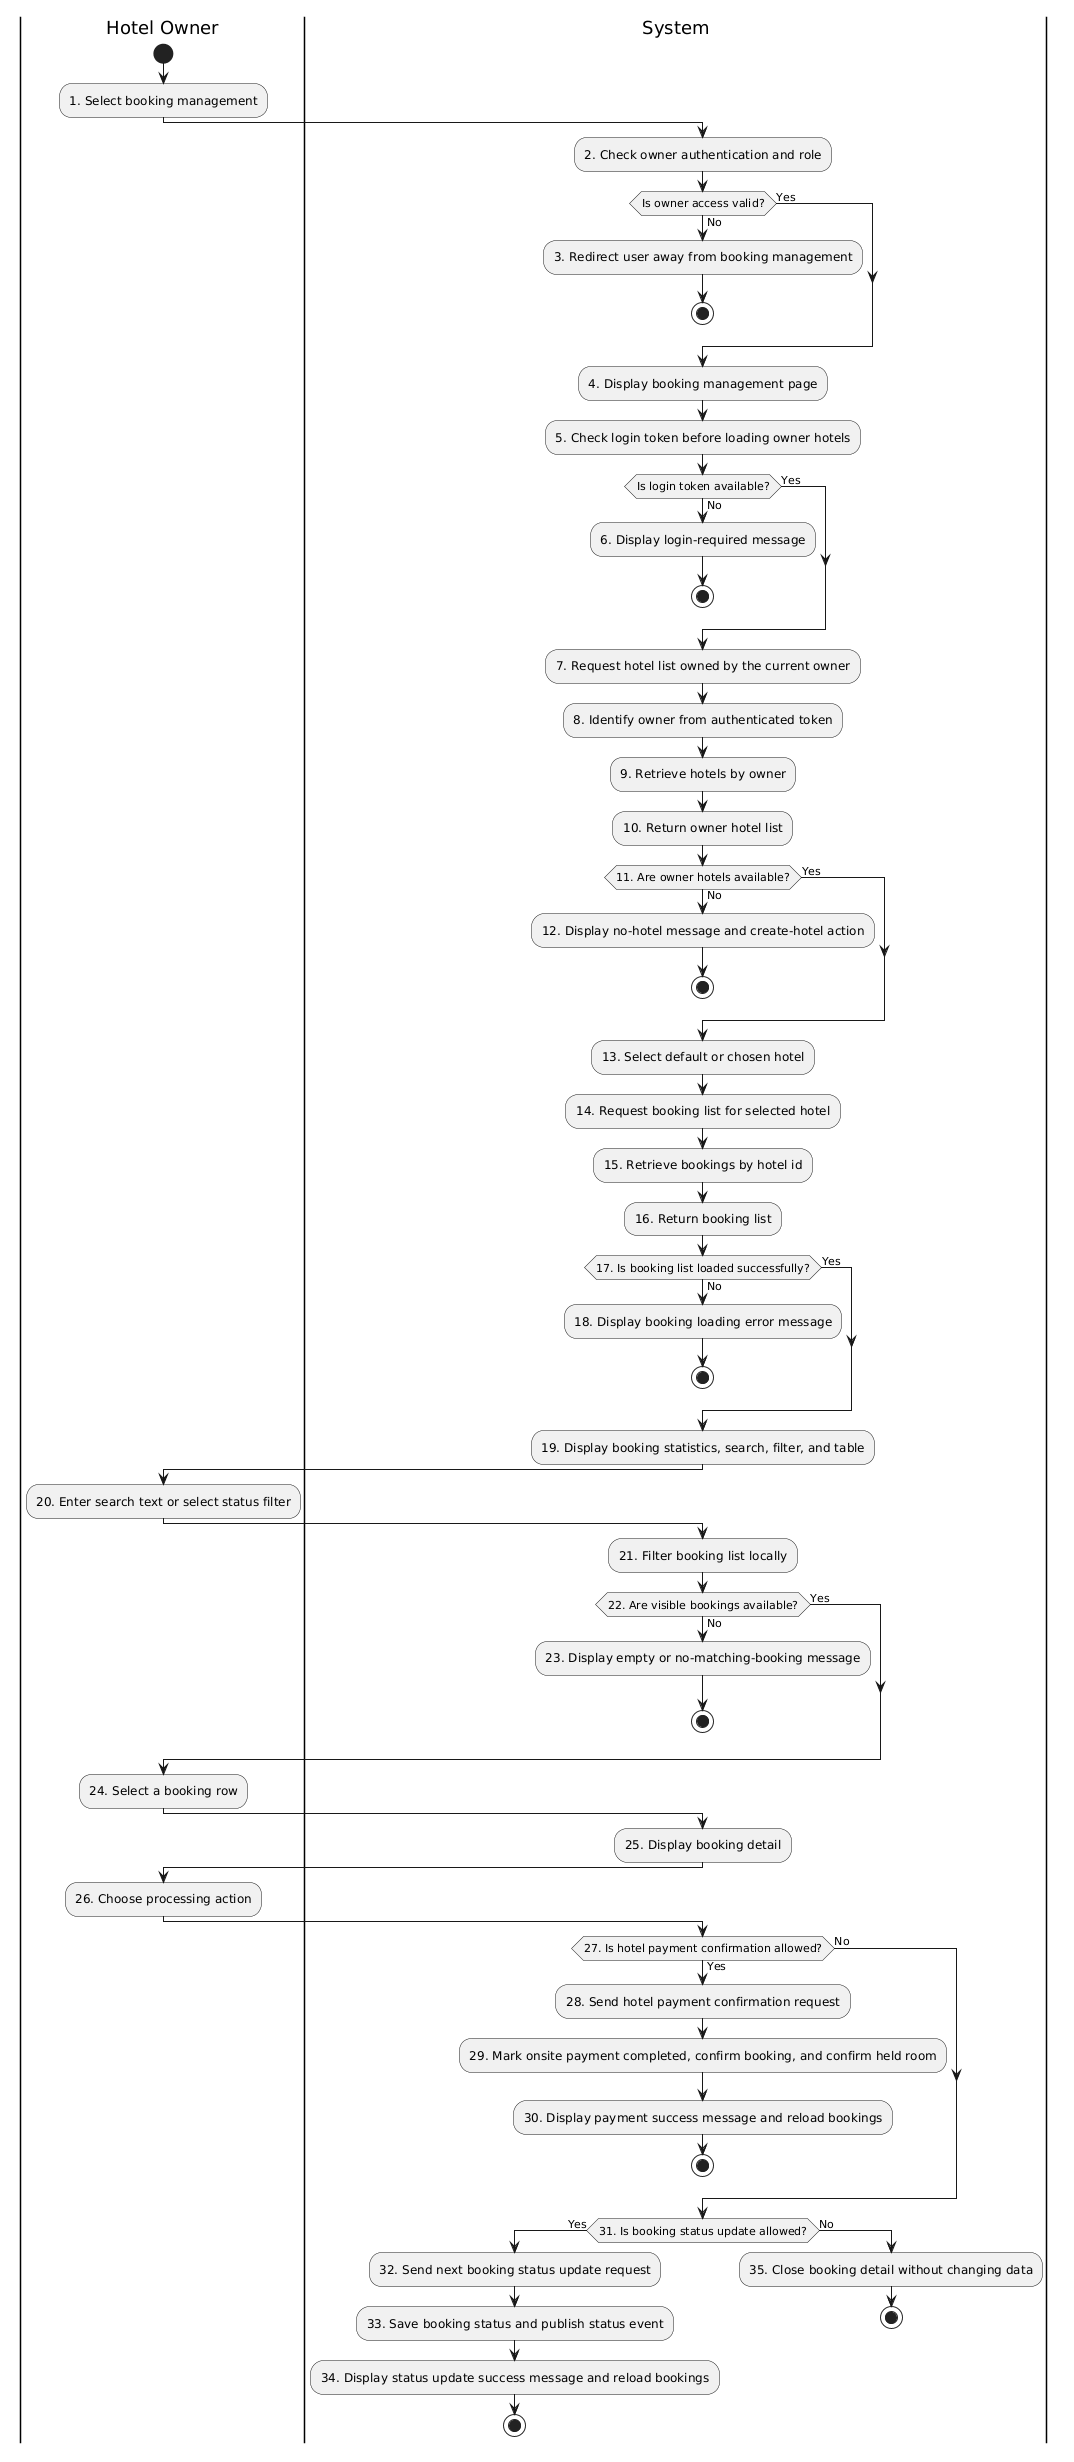 Hotel Owner
System
1. Select booking management
2. Check owner authentication and role
Is owner access valid?
Yes
No
3. Redirect user away from booking management
4. Display booking management page
5. Check login token before loading owner hotels
Is login token available?
Yes
No
6. Display login-required message
7. Request hotel list owned by the current owner
8. Identify owner from authenticated token
9. Retrieve hotels by owner
10. Return owner hotel list
11. Are owner hotels available?
Yes
No
12. Display no-hotel message and create-hotel action
13. Select default or chosen hotel
14. Request booking list for selected hotel
15. Retrieve bookings by hotel id
16. Return booking list
17. Is booking list loaded successfully?
Yes
No
18. Display booking loading error message
19. Display booking statistics, search, filter, and table
20. Enter search text or select status filter
21. Filter booking list locally
22. Are visible bookings available?
Yes
No
23. Display empty or no-matching-booking message
24. Select a booking row
25. Display booking detail
26. Choose processing action
27. Is hotel payment confirmation allowed?
No
Yes
28. Send hotel payment confirmation request
29. Mark onsite payment completed, confirm booking, and confirm held room
30. Display payment success message and reload bookings
Yes
31. Is booking status update allowed?
No
32. Send next booking status update request
35. Close booking detail without changing data
33. Save booking status and publish status event
34. Display status update success message and reload bookings